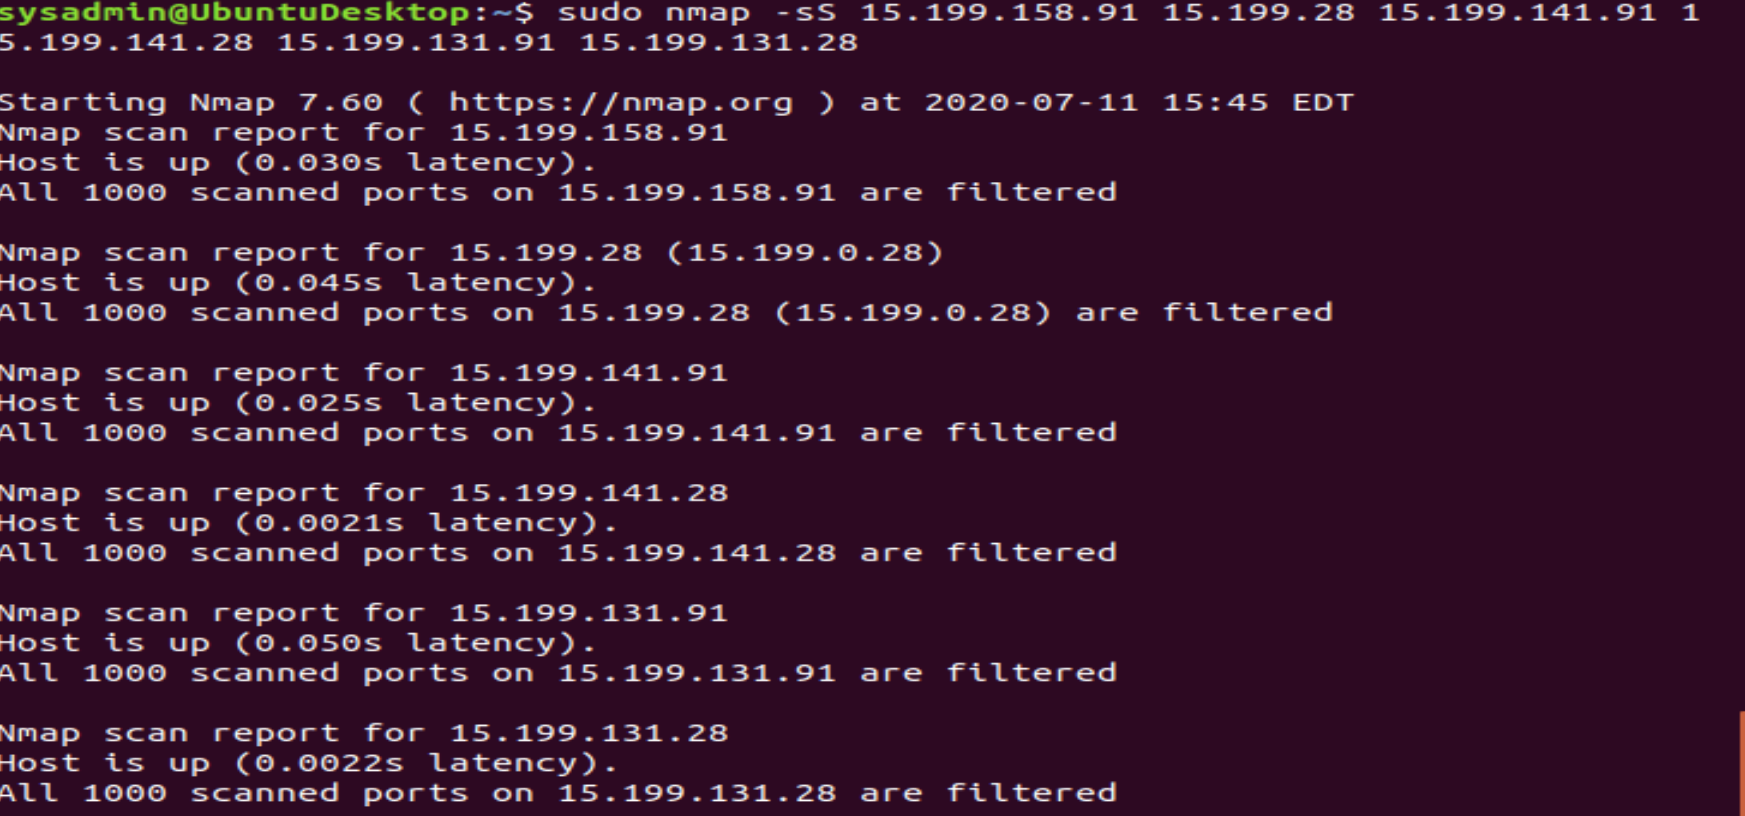 sysadmin@UbuntuDesktop:~$ sudo nmap -sS 15.199.158.91 15.199.28 15.199.141.91 1
5.199.141.28 15.199.131.91 15.199.131.28
Starting Nmap 7.60 ( https://nmap.org ) at 2020-07-11 15:45 EDT
Nmap scan report for 15.199.158.91
Host is up (0.030s latency).
All 1000 scanned ports on 15.199.158.91 are filtered
Nmap scan report for 15.199.28 (15.199.0.28)
Host is up (0.045s latency).
All 1000 scanned ports on 15.199.28 (15.199.0.28) are filtered
Nmap scan report for 15.199.141.91
Host is up (0.025s latency).
All 1000 scanned ports on 15.199.141.91 are filtered
Nmap scan report for 15.199.141.28
Host is up (0.0021s latency).
All 1000 scanned ports on 15.199.141.28 are filtered
Nmap scan report for 15.199.131.91
Host is up (0.050s latency).
All 1000 scanned ports on 15.199.131.91 are filtered
Nmap scan report for 15.199.131.28
Host is up (0.0022s latency).
All 1000 scanned ports on 15.199.131.28 are filtered